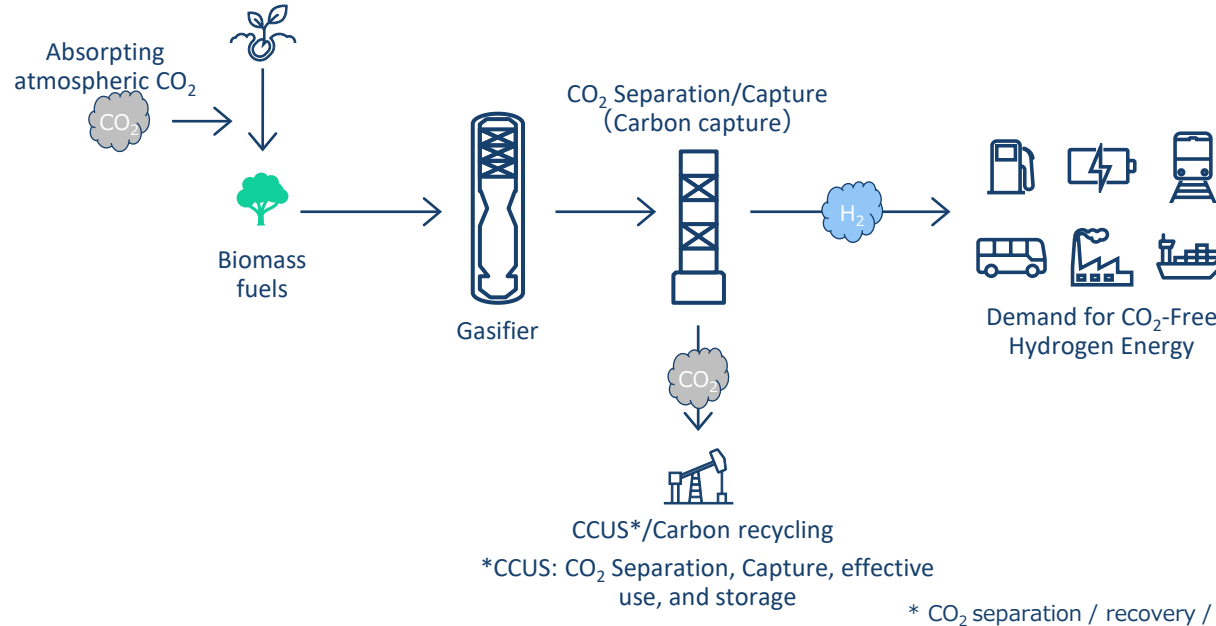 Absorpting
atmospheric CO₂
CO₂
Biomass
fuels
Gasifier
CO₂ Separation/Capture
（Carbon capture）
H₂
CO₂
CCUS*/Carbon recycling
*CCUS: CO₂ Separation, Capture, effective
use, and storage
Demand for CO₂-Free
Hydrogen Energy
* CO₂ separation / recovery /